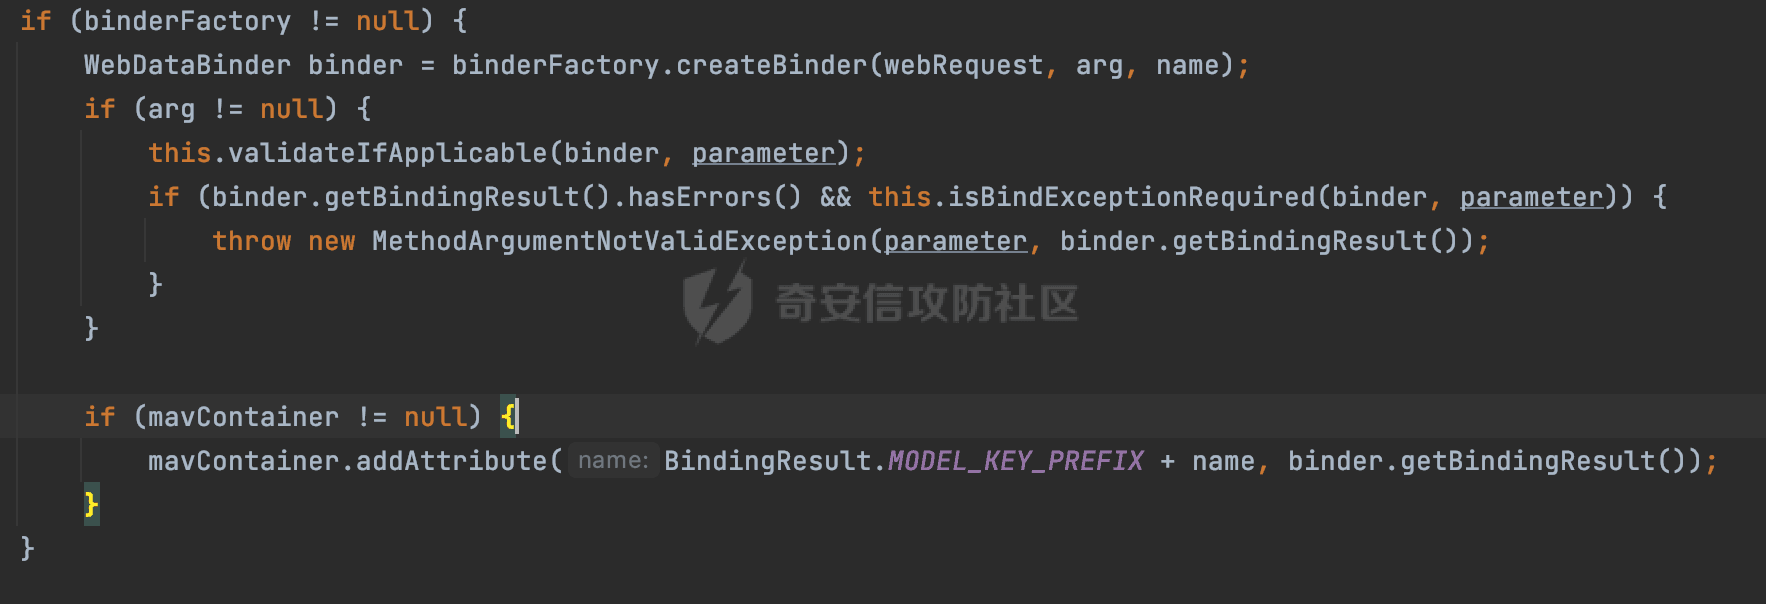 if (binderFactory != null) {
    WebDataBinder binder = binderFactory.createBinder(webRequest, arg, name);
    if (arg != null) {
        this.validateIfApplicable(binder, parameter);
        if (binder.getBindingResult().hasErrors() && this.isBindExceptionRequired(binder, parameter)) {
            throw new MethodArgumentNotValidException(parameter, binder.getBindingResult());
        }
奇安信攻防社区
    }
    if (mavContainer != null) {
        mavContainer.addAttribute( name: BindingResult.MODEL_KEY_PREFIX + name, binder.getBindingResult());
    }
}